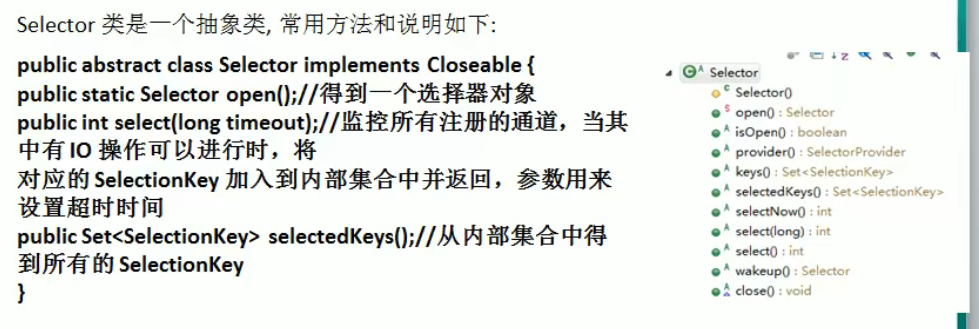 Selector 类是一个抽象类, 常用方法和说明如下:
public abstract class Selector implements Closeable {
public static Selector open();//得到一个选择器对象
public int select(long timeout);//监控所有注册的通道，当其
中有 IO 操作可以进行时，将
对应的 SelectionKey 加入到内部集合中并返回，参数用来
设置超时时间
public Set<SelectionKey> selectedKeys();//从内部集合中得
到所有的 SelectionKey
}
Selector
Selector()
open() : Selector
isOpen() : boolean
provider() : SelectorProvider
keys() : Set<SelectionKey>
selectedKeys() : Set<SelectionKey>
selectNow() : int
select(long) : int
select() : int
wakeup() : Selector
close() : void